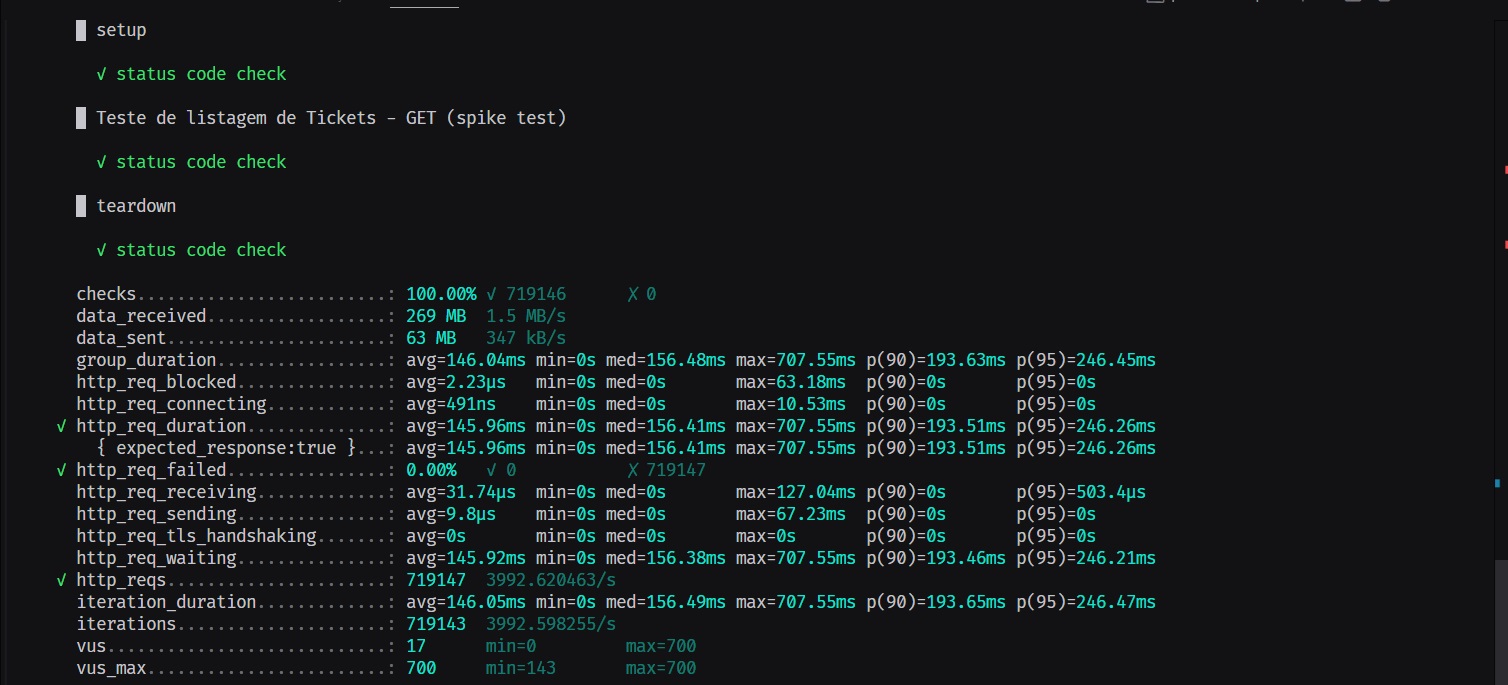 setup
√ status code check
Teste de listagem de Tickets - GET (spike test)
√ status code check
teardown
√ status code check
checks.........................: 100.00% √ 719146 X 0
data_received..................: 269 MB 1.5 MB/s
data_sent......................: 63 MB 347 kB/s
group_duration.................: avg=146.04ms min=0s med=156.48ms max=707.55ms p(90)=193.63ms p(95)=246.45ms
http_req_blocked...............: avg=2.23µs min=0s med=0s max=63.18ms p(90)=0s p(95)=0s
http_req_connecting............: avg=491ns min=0s med=0s max=10.53ms p(90)=0s p(95)=0s
√ http_req_duration..............: avg=145.96ms min=0s med=156.41ms max=707.55ms p(90)=193.51ms p(95)=246.26ms
{ expected_response:true }...: avg=145.96ms min=0s med=156.41ms max=707.55ms p(90)=193.51ms p(95)=246.26ms
√ http_req_failed................: 0.00% √ 0 X 719147
http_req_receiving.............: avg=31.74µs min=0s med=0s max=127.04ms p(90)=0s p(95)=503.4µs
http_req_sending...............: avg=9.8µs min=0s med=0s max=67.23ms p(90)=0s p(95)=0s
http_req_tls_handshaking.......: avg=0s min=0s med=0s max=0s p(90)=0s p(95)=0s
http_req_waiting...............: avg=145.92ms min=0s med=156.38ms max=707.55ms p(90)=193.46ms p(95)=246.21ms
√ http_reqs......................: 719147 3992.620463/s
iteration_duration.............: avg=146.05ms min=0s med=156.49ms max=707.55ms p(90)=193.65ms p(95)=246.47ms
iterations.....................: 719143 3992.598255/s
vus............................: 17 min=0 max=700
vus_max........................: 700 min=143 max=700